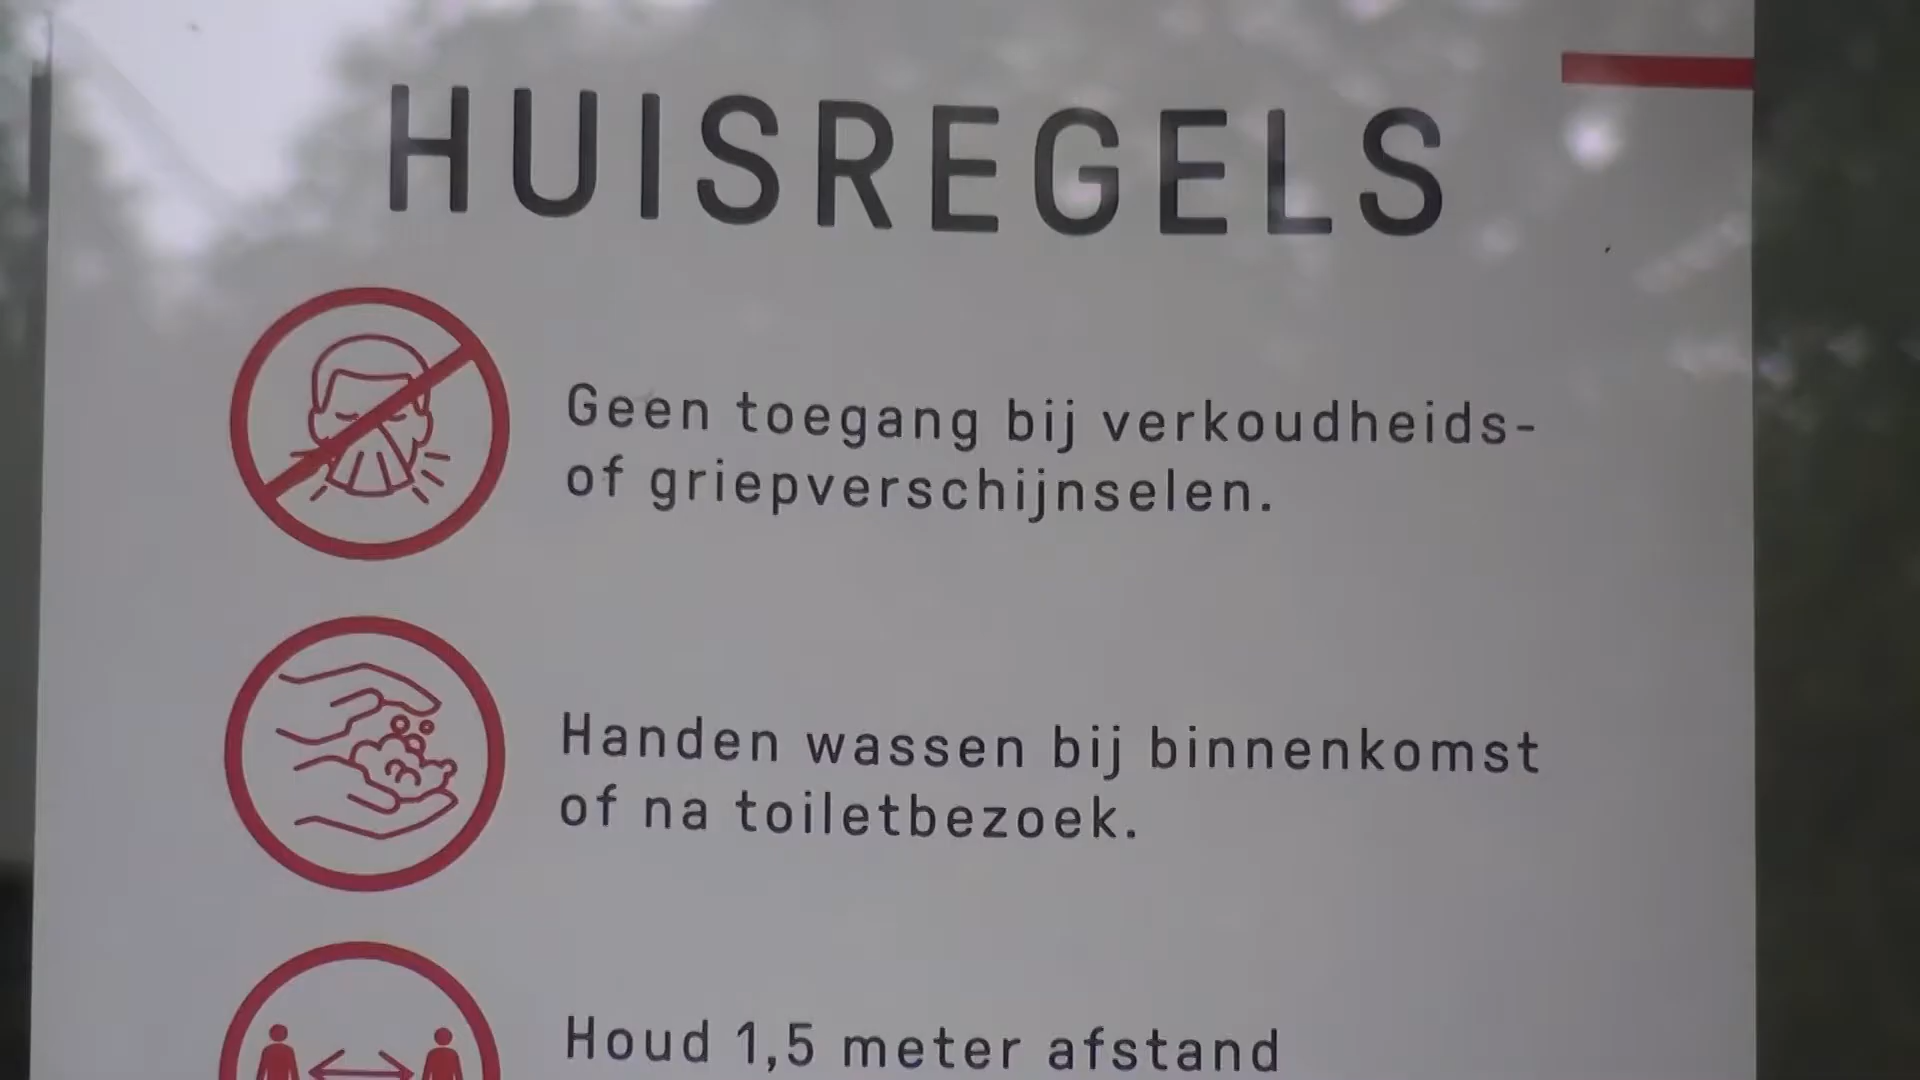 HUISREGELS
Geen toegang bij verkoudheids-
of griepverschijnselen.
Handen wassen bij binnenkomst
of na toiletbezoek.
Houd 1,5 meter afstand